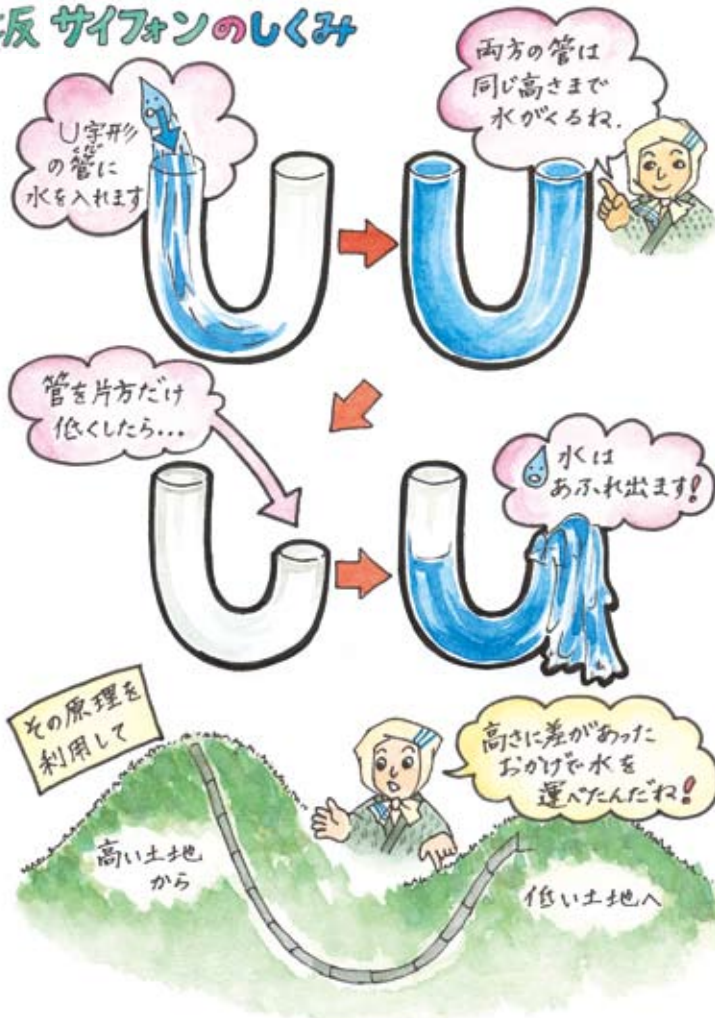 サイフォンのしくみ
U字形
の管に
くだ
水を入れます
両方の管は
同じ高さまで
水がくるね.
管を片方だけ
低くしたら...
水は
あふれ出ます!
その原理を
利用して
高さに差があった
おかげで水を
運べたんだね!
高い土地
から
低い土地へ